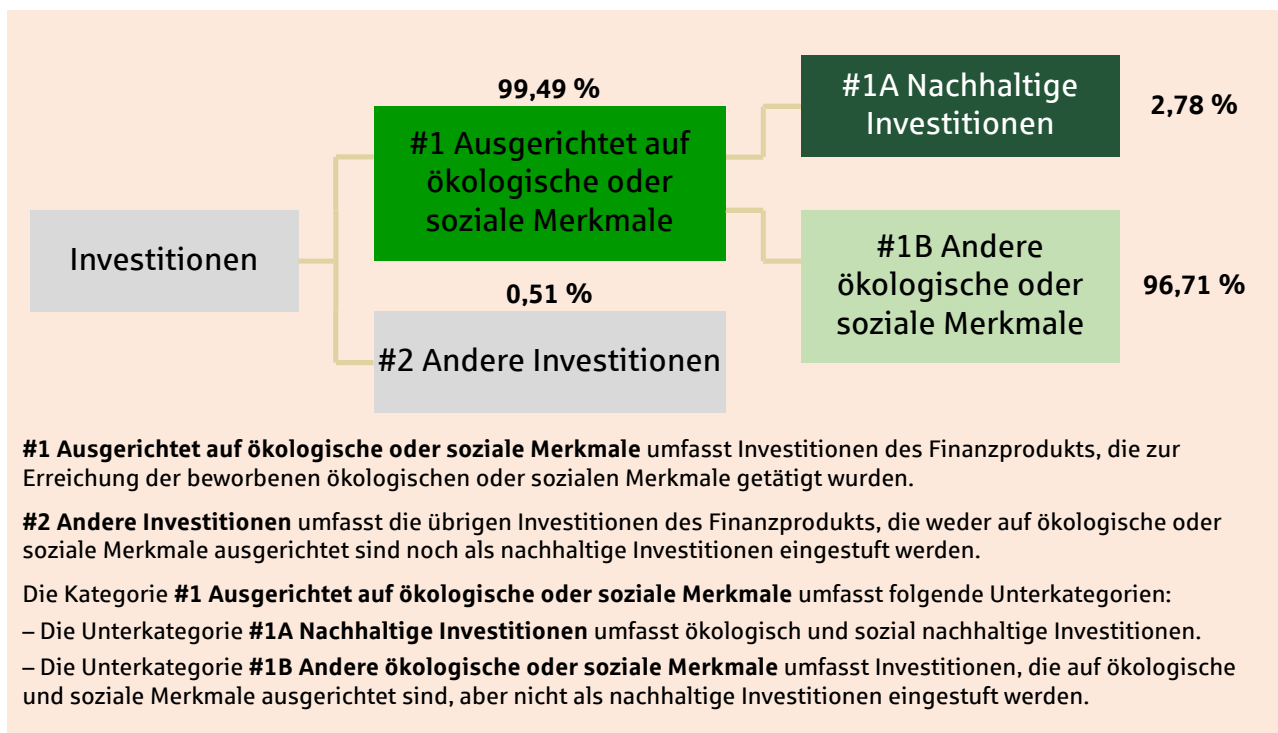 99,49 %
#1 Ausgerichtet auf
ökologische oder
soziale Merkmale
#1A Nachhaltige
Investitionen
2,78 %
Investitionen
0,51 %
#2 Andere Investitionen
#1B Andere
ökologische oder
soziale Merkmale
96,71 %
#1 Ausgerichtet auf ökologische oder soziale Merkmale umfasst Investitionen des Finanzprodukts, die zur
Erreichung der beworbenen ökologischen oder sozialen Merkmale getätigt wurden.
#2 Andere Investitionen umfasst die übrigen Investitionen des Finanzprodukts, die weder auf ökologische oder
soziale Merkmale ausgerichtet sind noch als nachhaltige Investitionen eingestuft werden.
Die Kategorie #1 Ausgerichtet auf ökologische oder soziale Merkmale umfasst folgende Unterkategorien:
– Die Unterkategorie #1A Nachhaltige Investitionen umfasst ökologisch und sozial nachhaltige Investitionen.
– Die Unterkategorie #1B Andere ökologische oder soziale Merkmale umfasst Investitionen, die auf ökologische
und soziale Merkmale ausgerichtet sind, aber nicht als nachhaltige Investitionen eingestuft werden.